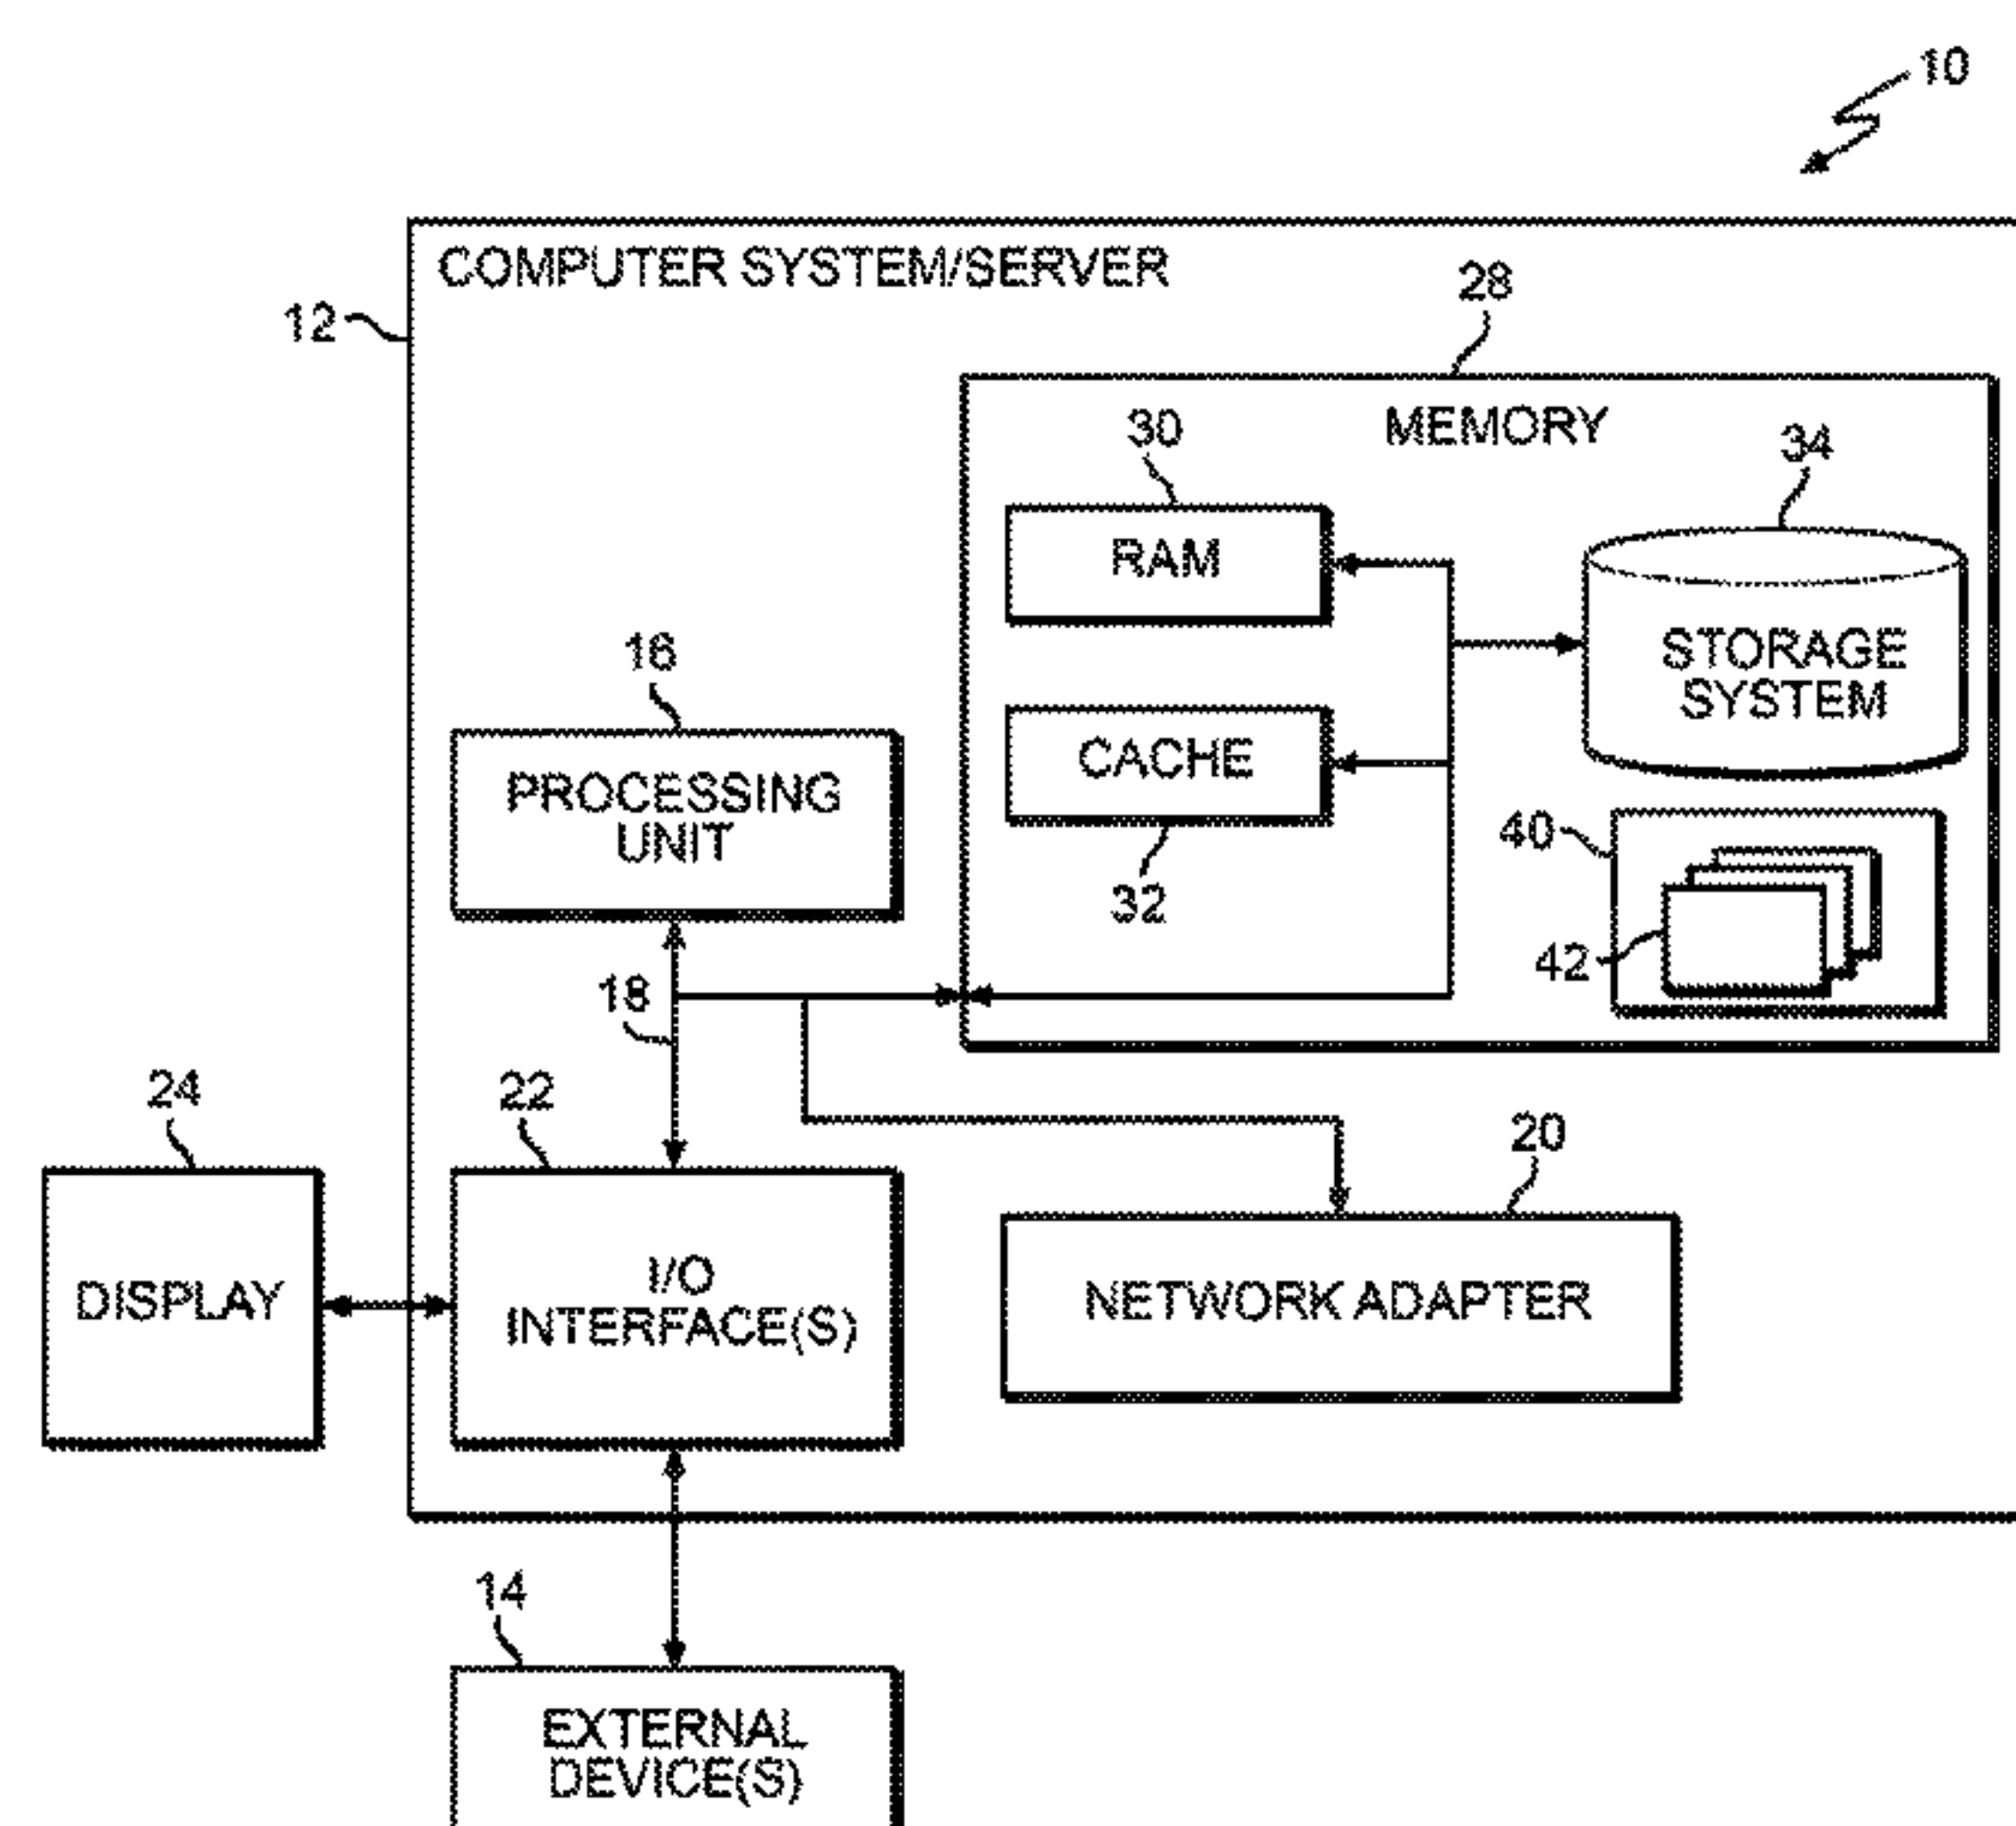 10
COMPUTER SYSTEM/SERVER
12
28
MEMORY
30
34
RAM
STORAGE
SYSTEM
16
CACHE
PROCESSING
UNIT
40
32
42
18
24
22
20
DISPLAY
I/O
INTERFACE(S)
NETWORK ADAPTER
14
EXTERNAL
DEVICE(S)